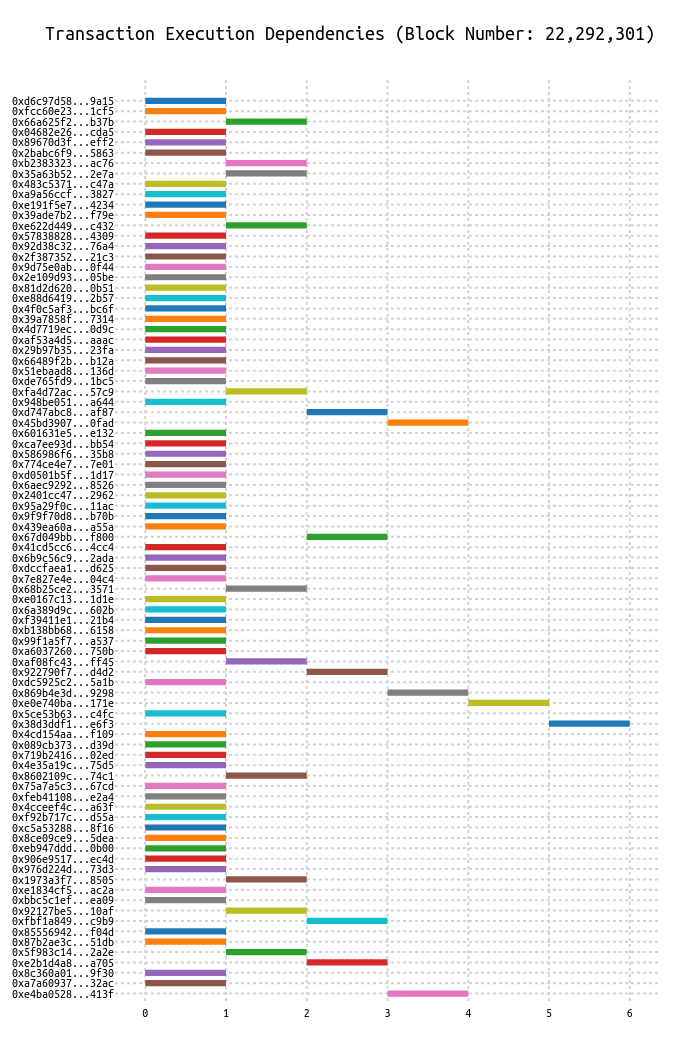 Transaction Execution Dependencies (Block Number: 22,292,301)
0xd6c97d58...9a15
0xfcc60e23...1cf5
0x66a625f2...b37b
0x04682e26...cda5
0x89670d3f...eff2
0x2babc6f9...5863
0xb2383323...ac76
0x35a63b52...2e7a
0x483c5371...c47a
0xa9a56ccf...3827
0xe191f5e7...4234
0x39ade7b2...f79e
0xe622d449...c432
0x57838828...4309
0x92d38c32...76a4
0x2f387352...21c3
0x9d75e0ab...0f44
0x2e109d93...05be
0x81d2d620...0b51
0xe88d6419...2b57
0x4f0c5af3...bc6f
0x39a7858f...7314
0x4d7719ec...0d9c
0xaf53a4d5...aaac
0x29b97b35...23fa
0x66489f2b...b12a
0x51ebaad8...136d
0xde765fd9...1bc5
0xfa4d72ac...57c9
0x948be051...a644
0xd747abc8...af87
0x45bd3907...0fad
0x601631e5...e132
0xca7ee93d...bb54
0x586986f6...35b8
0x774ce4e7...7e01
0xd0501b5f...1d17
0x6aec9292...8526
0x2401cc47...2962
0x95a29f0c...11ac
0x9f9f70d8...b70b
0x439ea60a...a55a
0x67d049bb...f800
0x41cd5cc6...4cc4
0x6b9c56c9...2ada
0xdccfaea1...d625
0x7e827e4e...04c4
0x68b25ce2...3571
0xe0167c13...1d1e
0x6a389d9c...602b
0xf39411e1...21b4
0xb138bb68...6158
0x99f1a5f7...a537
0xa6037260...750b
0xaf08fc43...ff45
0x922790f7...d4d2
0xdc5925c2...5a1b
0x869b4e3d...9298
0xe0e740ba...171e
0x5ce53b63...c4fc
0x38d3ddf1...e6f3
0x4cd154aa...f109
0x089cb373...d39d
0x719b2416...02ed
0x4e35a19c...75d5
0x8602109c...74c1
0x75a7a5c3...67cd
0xfeb41108...e2a4
0x4cceef4c...a63f
0xf92b717c...d55a
0xc5a53288...8f16
0x8ce09ce9...5dea
0xeb947ddd...0b00
0x906e9517...ec4d
0x976d224d...73d3
0x1973a3f7...8505
0xe1834cf5...ac2a
0xbbc5c1ef...ea09
0x92127be5...10af
0xfbf1a849...c9b9
0x85556942...f04d
0x87b2ae3c...51db
0x5f983c14...2a2e
0xe2b1d4a8...a705
0x8c360a01...9f30
0xa7a60937...32ac
0xe4ba0528...413f
0 1 2 3 4 5 6